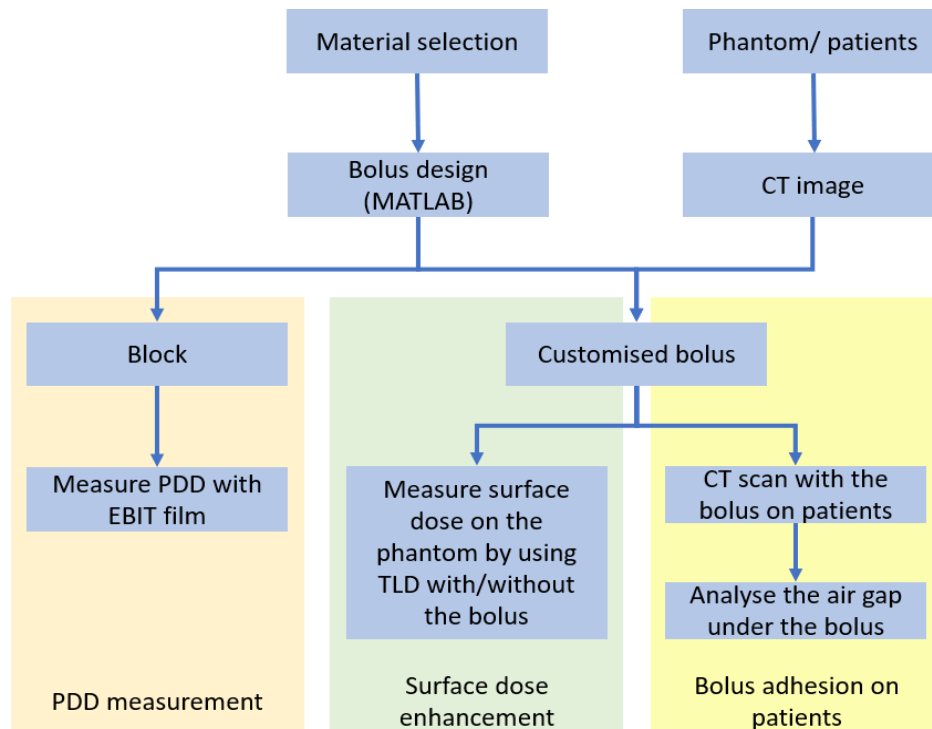 Material selection
Phantom/ patients
Bolus design
(MATLAB)
CT image
Block
Customised bolus
Measure PDD with
EBIT film
Measure surface
dose on the
phantom by using
TLD with/without
the bolus
CT scan with the
bolus on patients
Analyse the air gap
under the bolus
PDD measurement
Surface dose
enhancement
Bolus adhesion on
patients